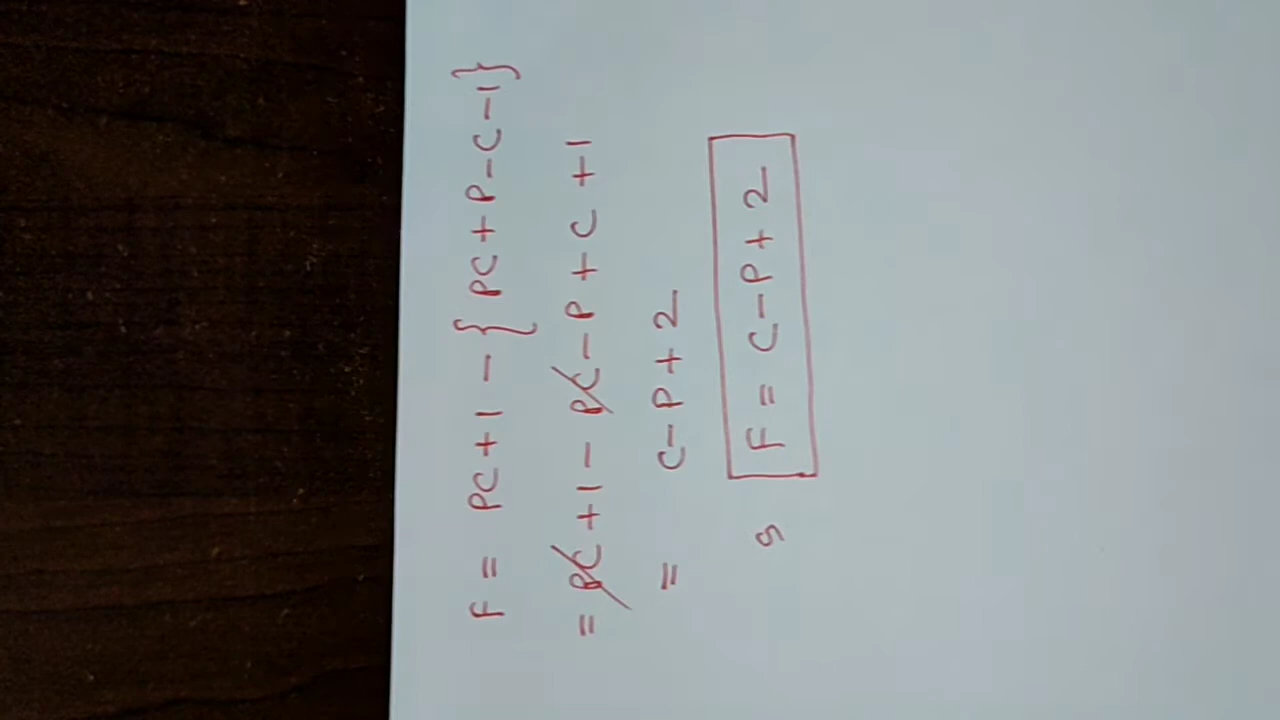 F = PC+1-{PC+P-C-1}
= PC+1-PC-P+C+1
= C-P+2
F = C-P+2